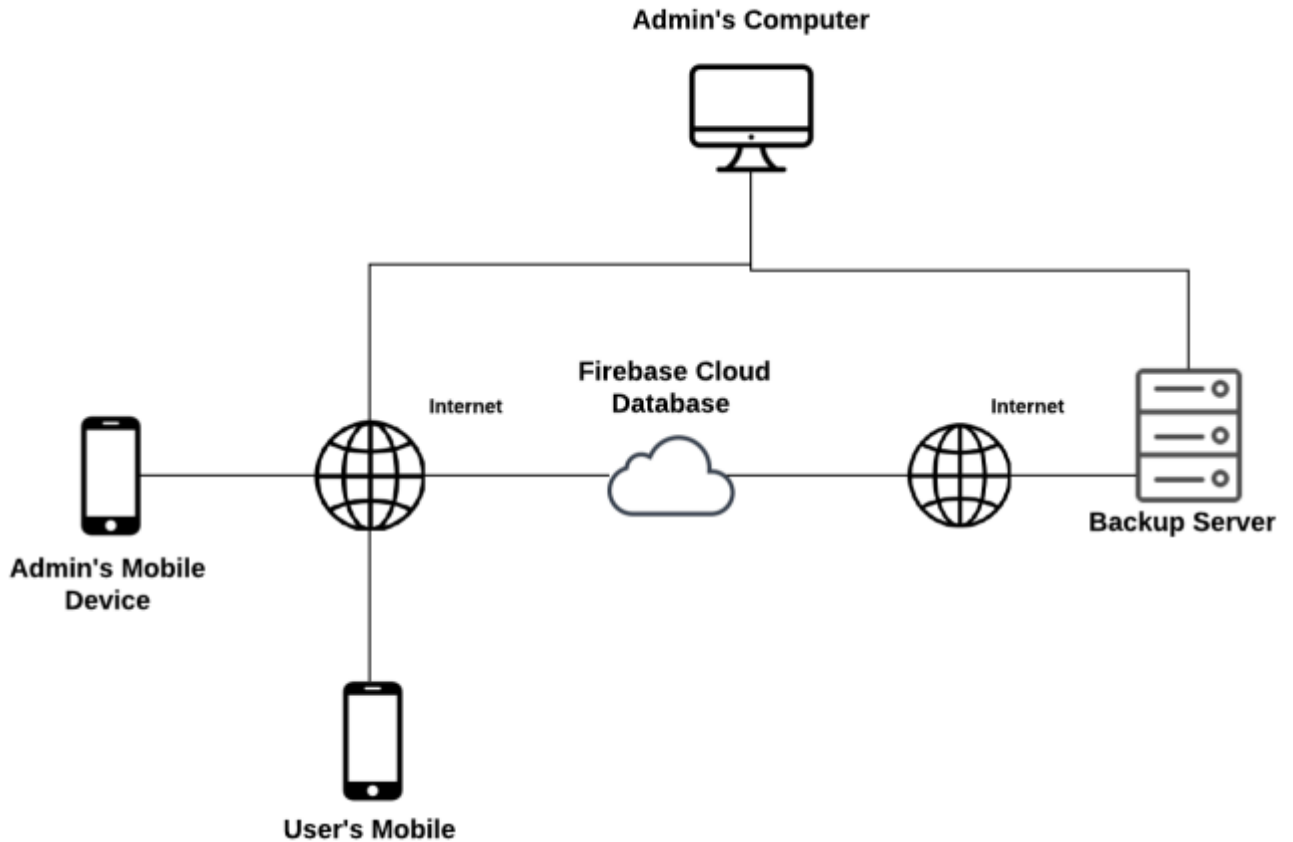 Admin's Computer
Firebase Cloud
Database
Internet
Internet
Backup Server
Admin's Mobile
Device
User's Mobile